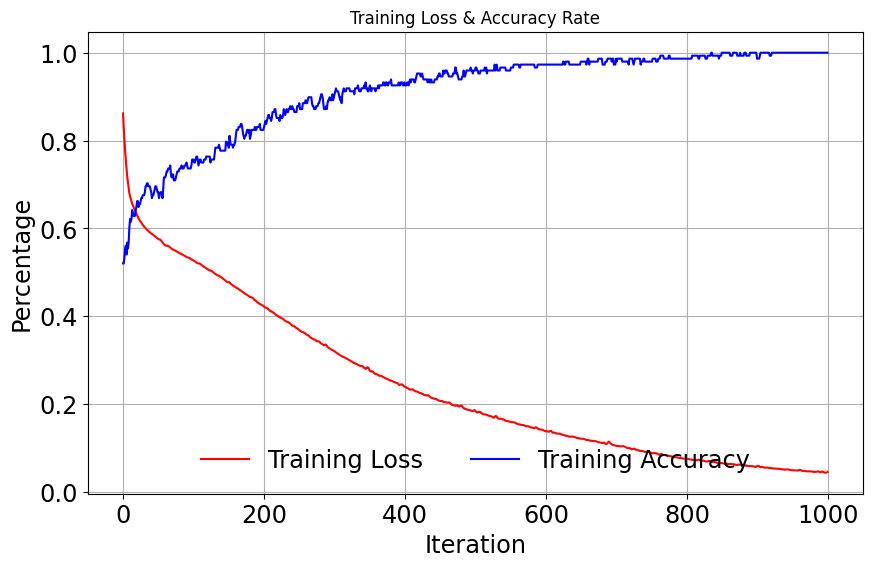 Training Loss & Accuracy Rate
Percentage
1.0
0.8
0.6
0.4
0.2
0.0
Training Loss
Training Accuracy
0 200 400 600 800 1000
Iteration